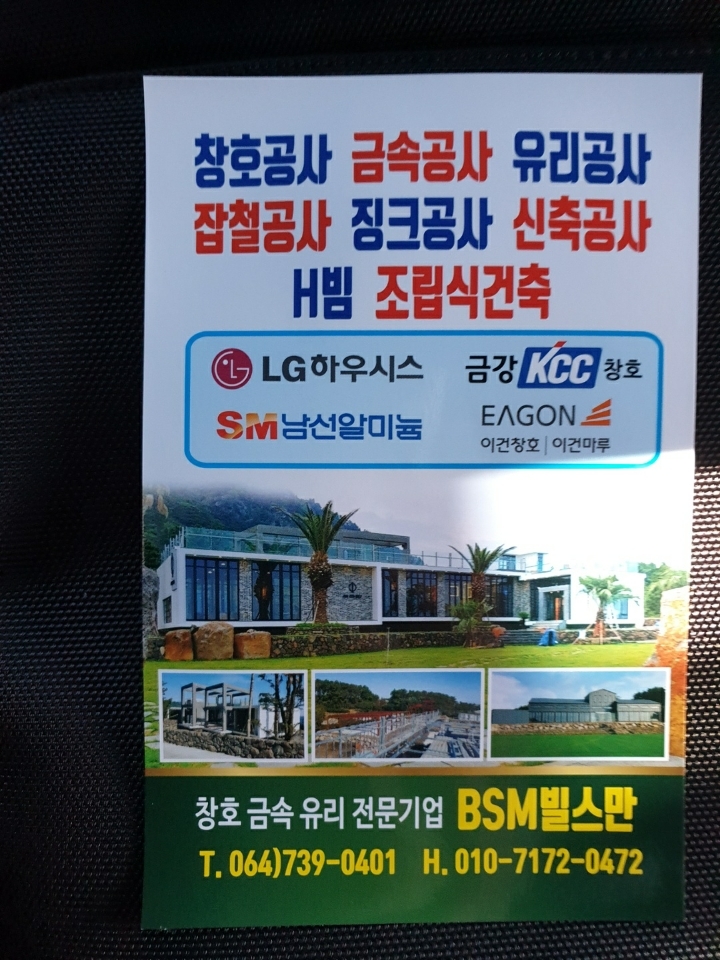 창호공사 금속공사 유리공사
잡철공사 징크공사 신축공사
H빔 조립식건축
LG하우시스 금강 KCC 창호
SM남선알미늄 EAGON
이건창호 | 이건마루
창호 금속 유리 전문기업 BSM빌스만
T. 064)739-0401 H. 010-7172-0472